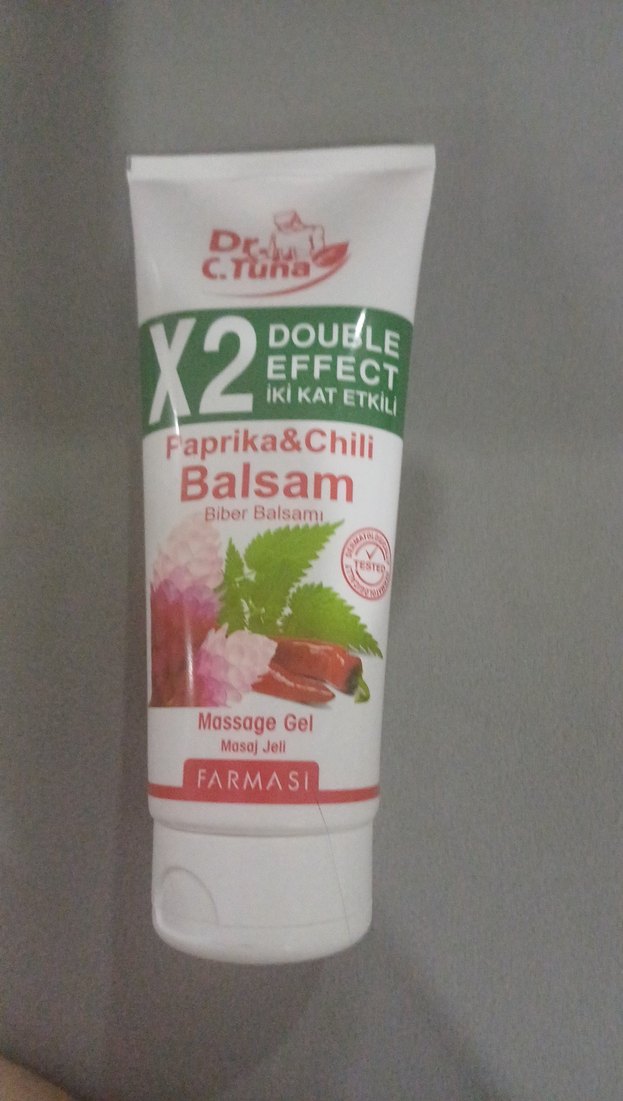 Dr.
C.Tuna
X2 DOUBLE
EFFECT
İKİ KAT ETKİLİ
Paprika&Chili
Balsam
Biber Balsamı
DERMATOLOGICALLY
TESTED
Massage Gel
Masaj Jeli
FARMASİ